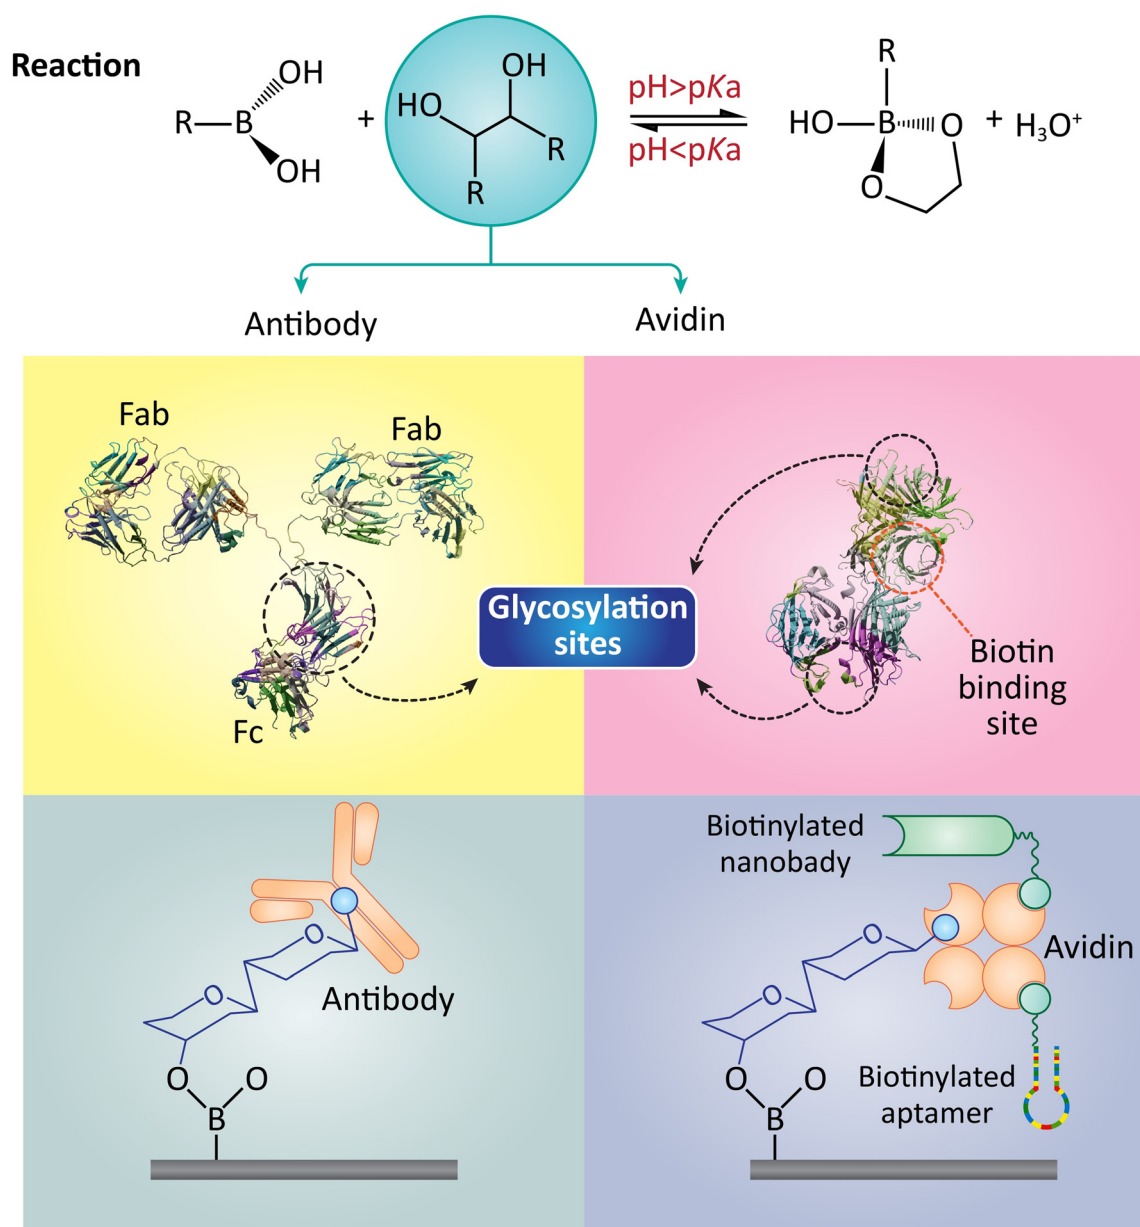 Reaction
R
B
OH
OH
+
HO
OH
R
R
pH>pKa
pH<pKa
R
HO
B
O
O
+ H₃O⁺
Antibody
Avidin
Fab
Fab
Fc
Glycosylation
sites
Biotin
binding
site
O
O
Antibody
O
O
B
Biotinylated
nanobady
O
O
Avidin
O
O
B
Biotinylated
aptamer